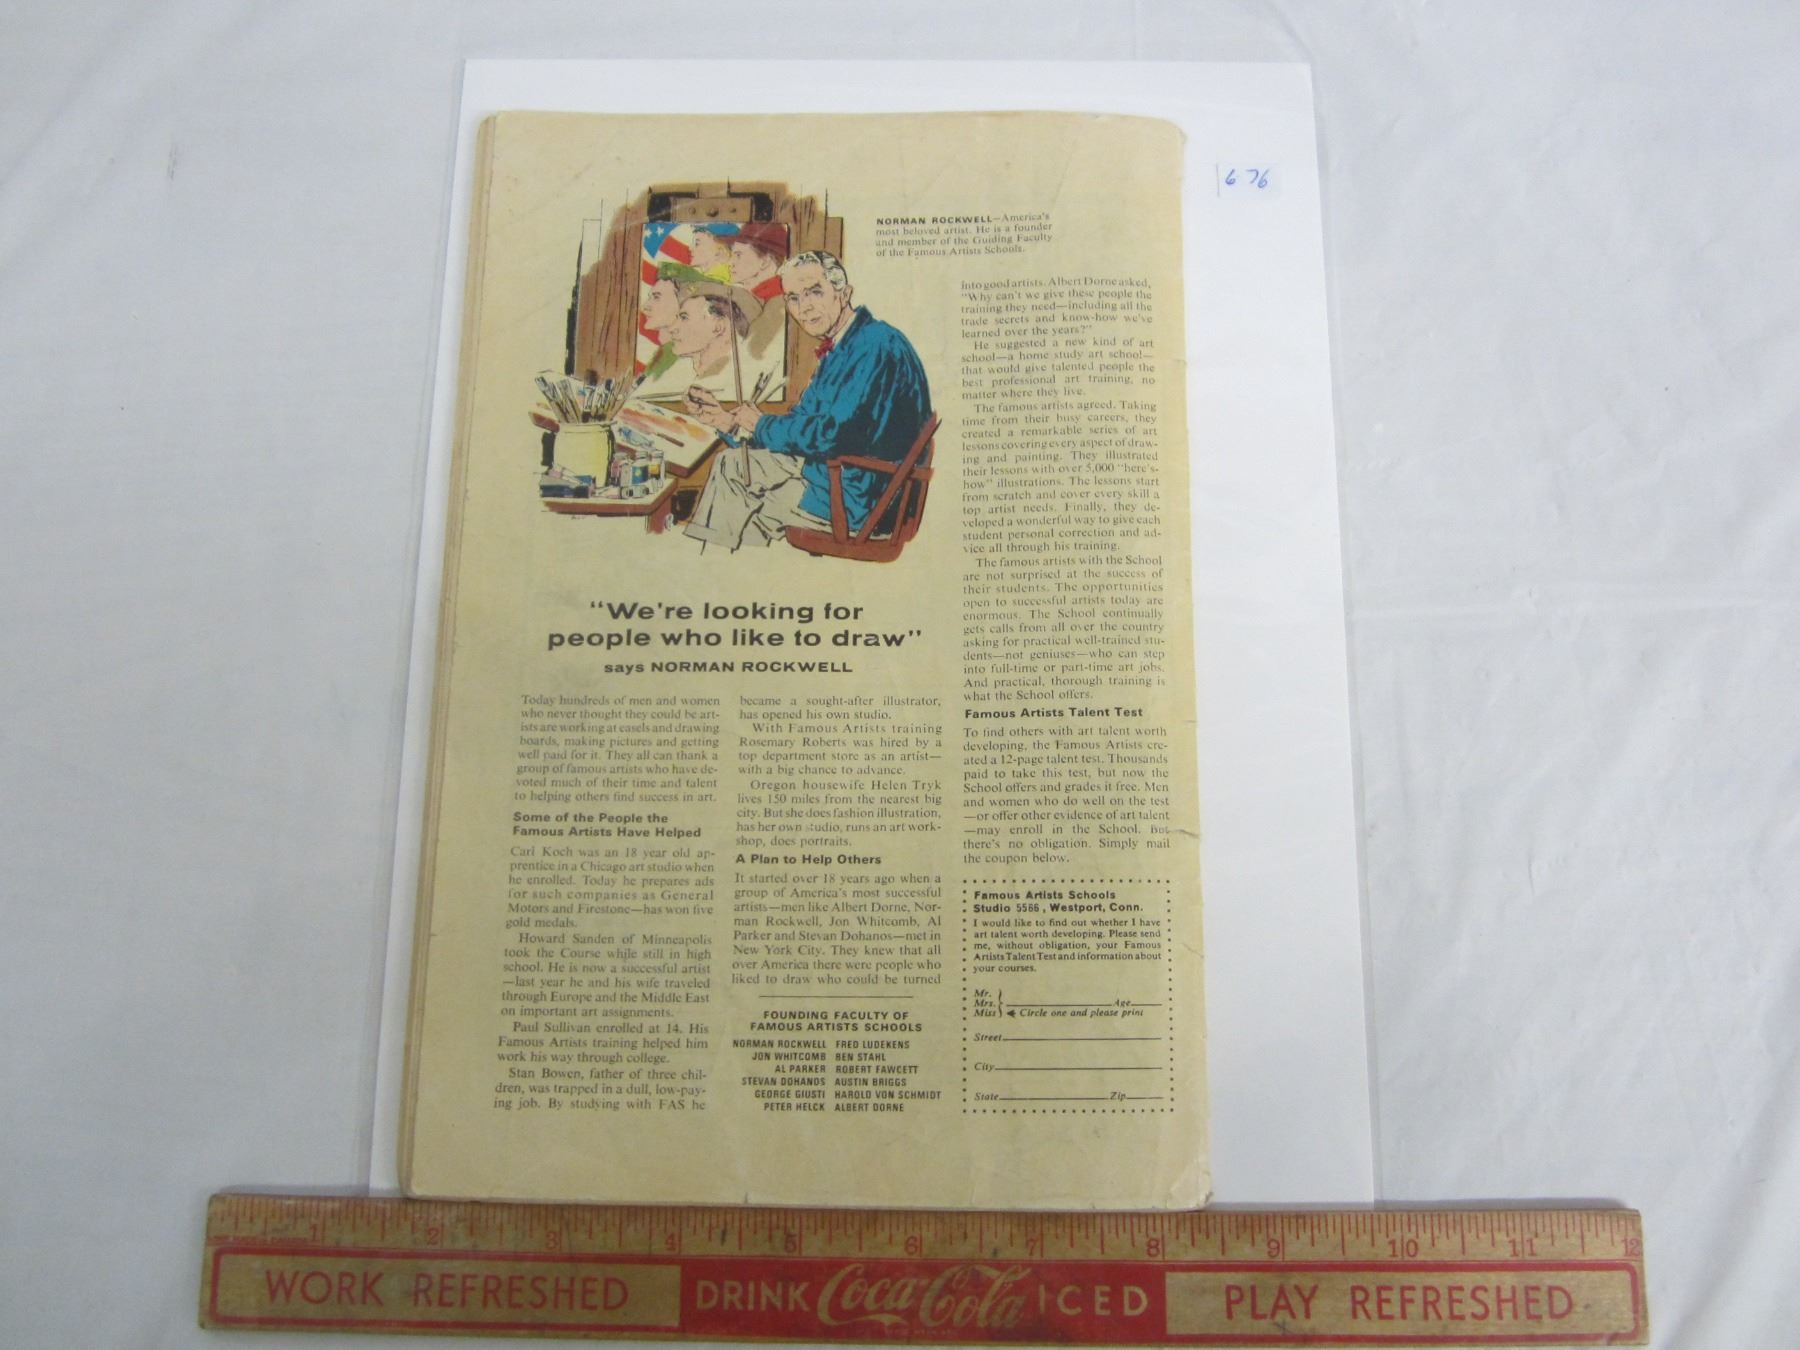 6 76
NORMAN ROCKWELL—America's
most beloved artist. He is a founder
and member of the Guiding Faculty
of the Famous Artists Schools.
"We're looking for
people who like to draw"
says NORMAN ROCKWELL
Today hundreds of men and women
who never thought they could be art-
ists are working at easels and drawing
boards, making pictures and getting
well paid for it. They all can thank a
group of famous artists who have de-
voted much of their time and talent
to helping others find success in art.
Some of the People the
Famous Artists Have Helped
Carl Koch was an 18 year old ap-
prentice in a Chicago art studio when
he enrolled. Today he prepares ads
for such companies as General
Motors and Firestone—has won five
gold medals.
Howard Sanden of Minneapolis
took the Course while still in high
school. He is now a successful artist
—last year he and his wife traveled
through Europe and the Middle East
on important art assignments.
Paul Sullivan enrolled at 14. His
Famous Artists training helped him
work his way through college.
Stan Bowen, father of three chil-
dren, was trapped in a dull, low-pay-
ing job. By studying with FAS he
became a sought-after illustrator,
has opened his own studio.
With Famous Artists training
Rosemary Roberts was hired by a
top department store as an artist—
with a big chance to advance.
Oregon housewife Helen Tryk
lives 150 miles from the nearest big
city. But she does fashion illustration,
has her own studio, runs an art work-
shop, does portraits.
A Plan to Help Others
It started over 18 years ago when a
group of America's most successful
artists—men like Albert Dorne, Nor-
man Rockwell, Jon Whitcomb, Al
Parker and Stevan Dohanos—met in
New York City. They knew that all
over America there were people who
liked to draw who could be turned
FOUNDING FACULTY OF
FAMOUS ARTISTS SCHOOLS
NORMAN ROCKWELL FRED LUDEKENS
JON WHITCOMB BEN STAHL
AL PARKER ROBERT FAWCETT
STEVAN DOHANOS AUSTIN BRIGGS
GEORGE GIUSTI HAROLD VON SCHMIDT
PETER HELCK ALBERT DORNE
into good artists. Albert Dorne asked,
"Why can't we give these people the
training they need—including all the
trade secrets and know-how we've
learned over the years?"
He suggested a new kind of art
school—a home study art school—
that would give talented people the
best professional art training, no
matter where they live.
The famous artists agreed. Taking
time from their busy careers, they
created a remarkable series of art
lessons covering every aspect of draw-
ing and painting. They illustrated
their lessons with over 5,000 "here's-
how" illustrations. The lessons start
from scratch and cover every skill a
top artist needs. Finally, they de-
veloped a wonderful way to give each
student personal correction and ad-
vice all through his training.
The famous artists with the School
are not surprised at the success of
their students. The opportunities
open to successful artists today are
enormous. The School continually
gets calls from all over the country
asking for practical well-trained stu-
dents—not geniuses—who can step
into full-time or part-time art jobs.
And practical, thorough training is
what the School offers.
Famous Artists Talent Test
To find others with art talent worth
developing, the Famous Artists cre-
ated a 12-page talent test. Thousands
paid to take this test, but now the
School offers and grades it free. Men
and women who do well on the test
—or offer other evidence of art talent
—may enroll in the School. But
there's no obligation. Simply mail
the coupon below.
Famous Artists Schools
Studio 5566, Westport, Conn.
I would like to find out whether I have
art talent worth developing. Please send
me, without obligation, your Famous
Artists Talent Test and information about
your courses.
Mr.
Mrs. Age
Miss Circle one and please print
Street
City
State Zip
1 2 3 4 5 6 7 8 9 10 11 12
WORK REFRESHED DRINK Coca-Cola ICED PLAY REFRESHED